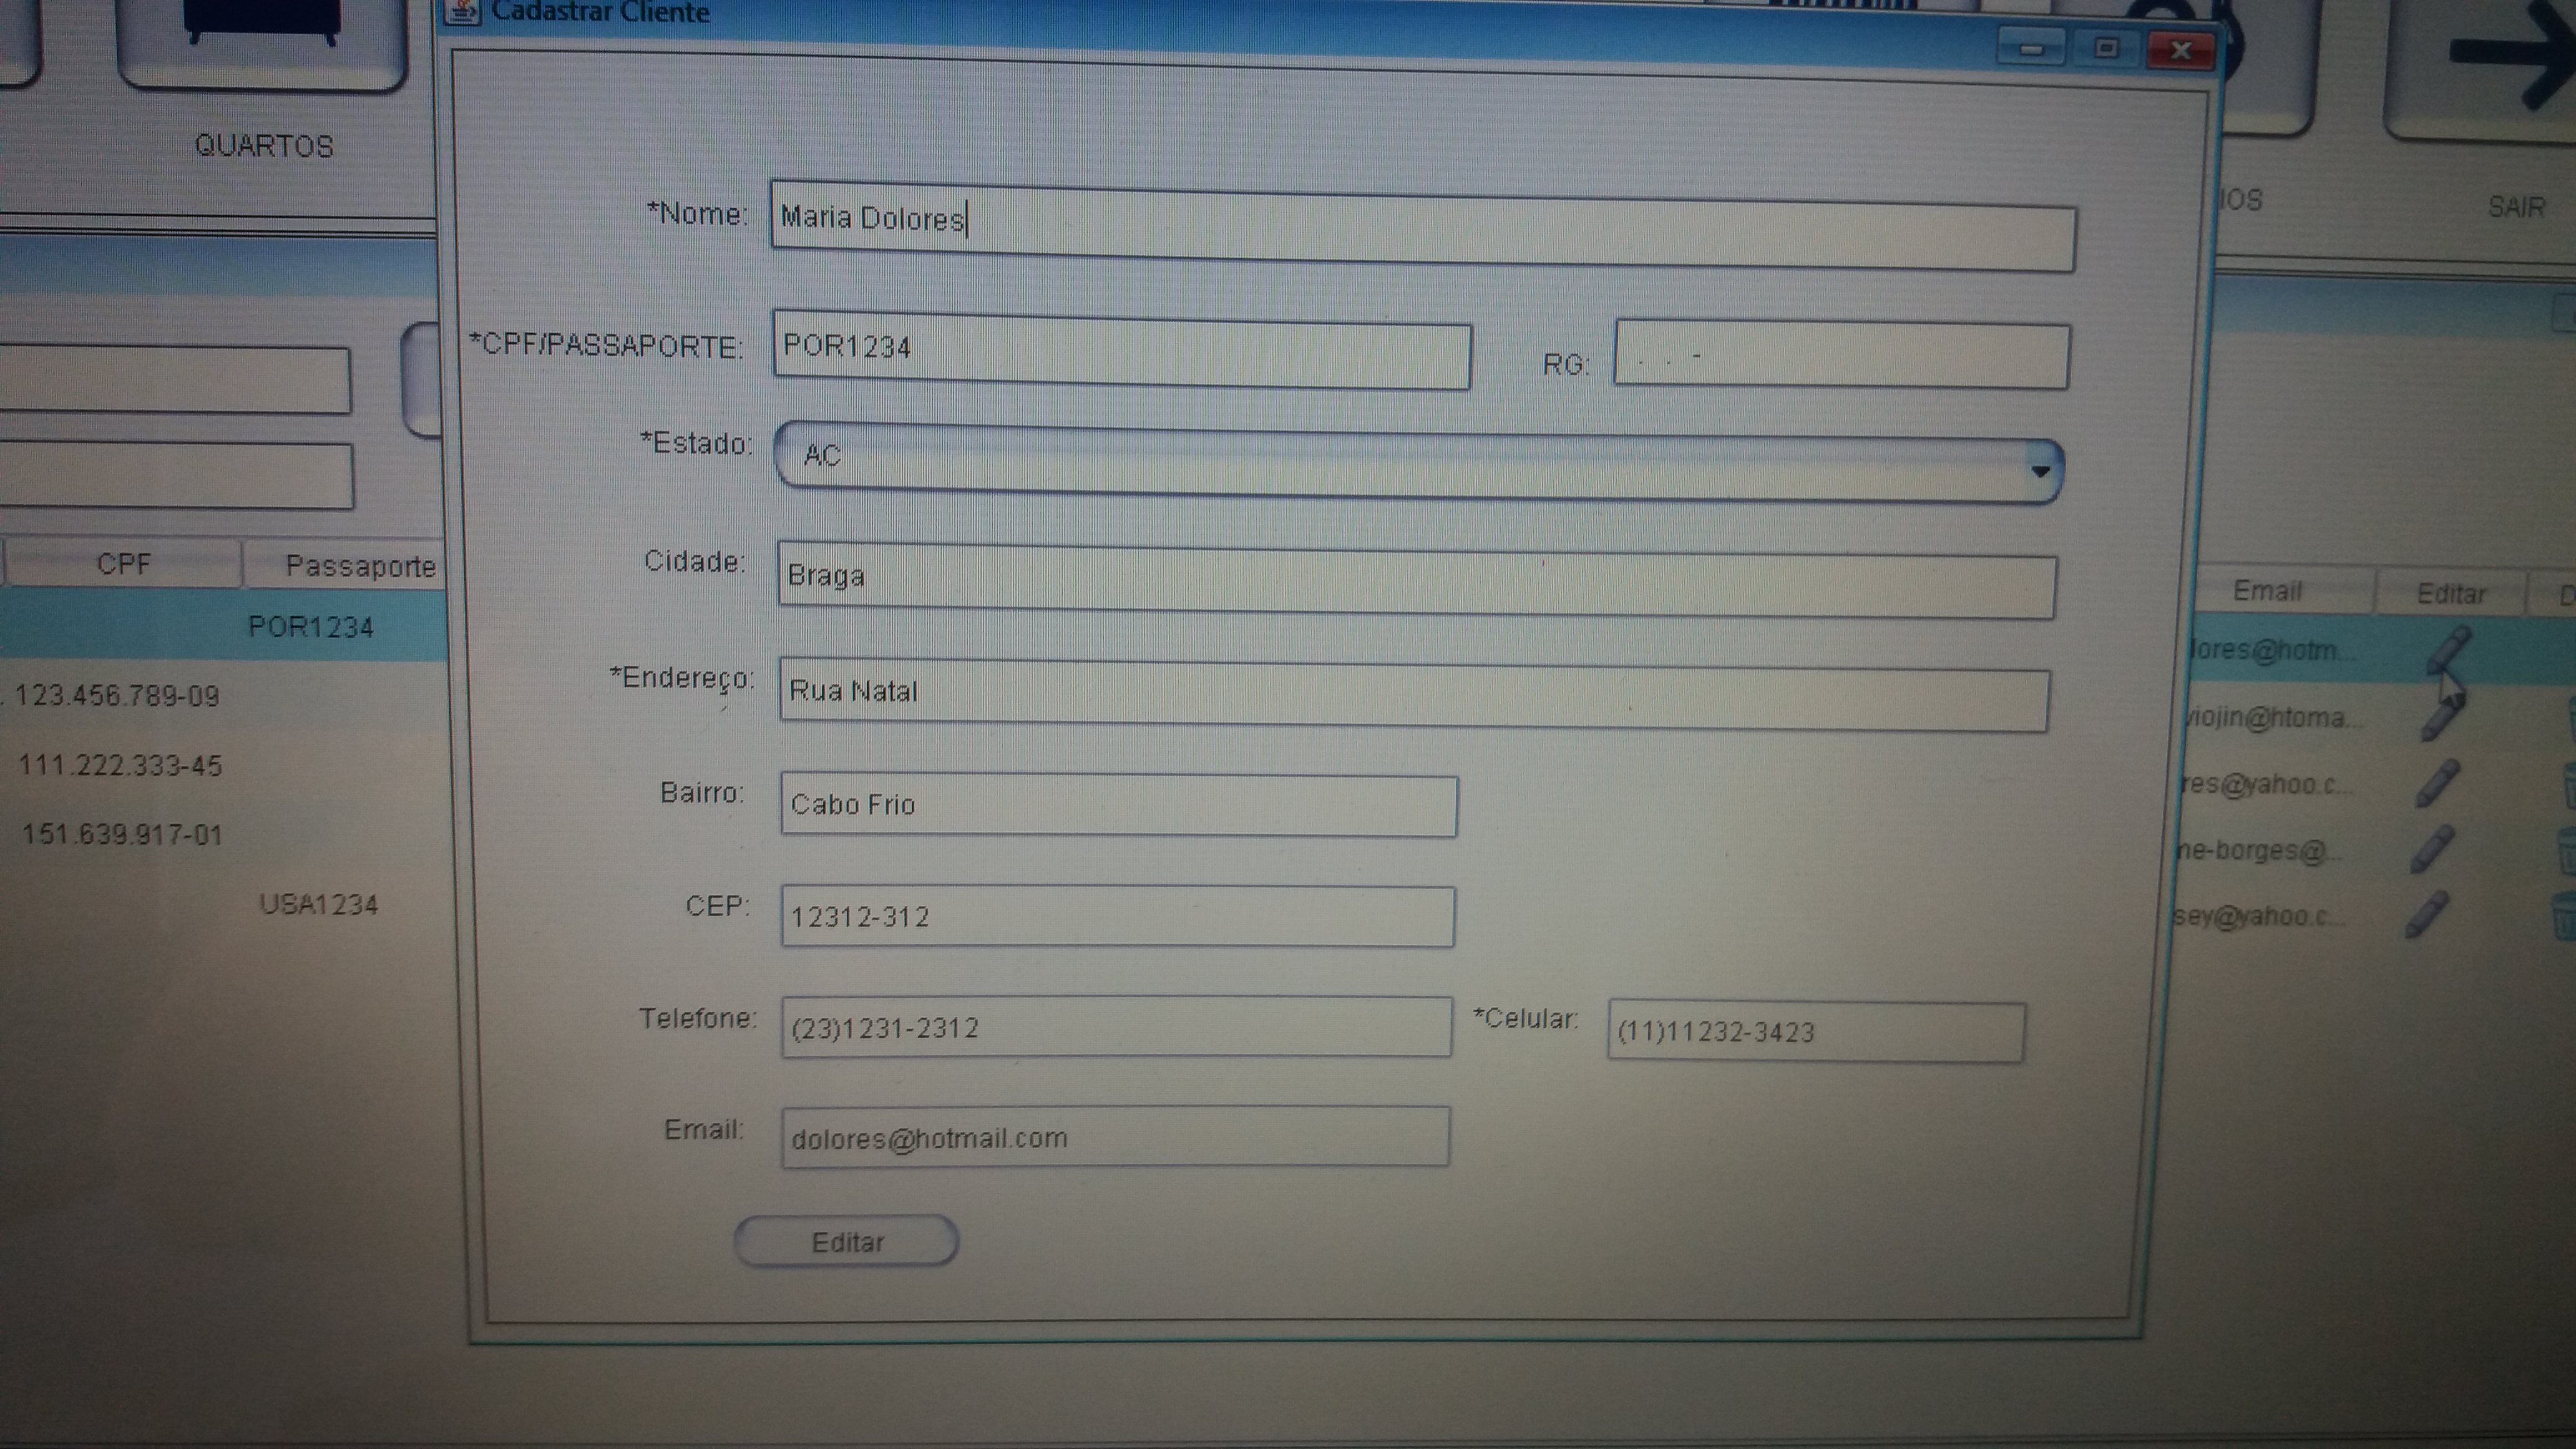 Cadastrar Cliente
QUARTOS
IOS
SAIR
*Nome: Maria Dolores
*CPF/PASSAPORTE: POR1234
RG: . . -
*Estado: AC
Cidade: Braga
*Endereço: Rua Natal
Bairro: Cabo Frio
CEP: 12312-312
Telefone: (23)1231-2312
*Celular: (11)11232-3423
Email: dolores@hotmail.com
Editar
CPF Passaporte
POR1234
. 123.456.789-09
111.222.333-45
151.639.917-01
USA1234
Email Editar D
lores@hotm...
viojin@htoma...
res@yahoo.c...
ne-borges@...
sey@yahoo.c...